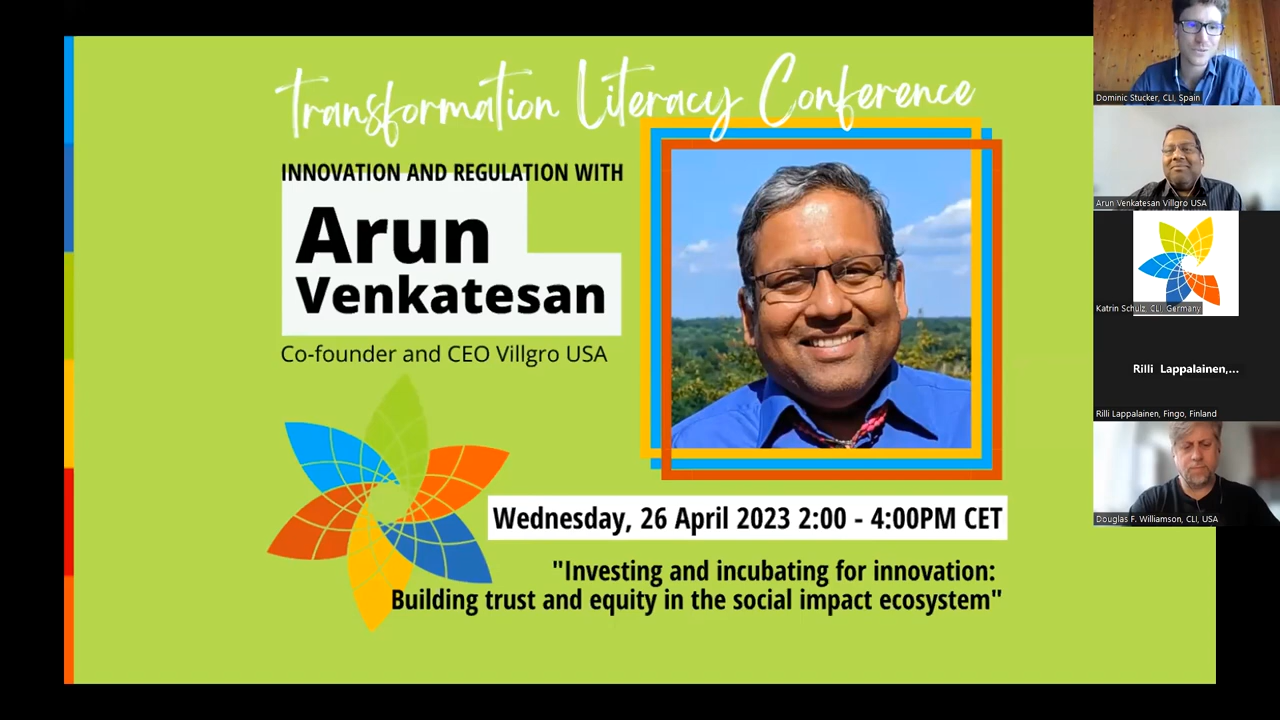 Transformation Literacy Conference
INNOVATION AND REGULATION WITH
Arun
Venkatesan
Co-founder and CEO Villgro USA
Wednesday, 26 April 2023 2:00 - 4:00PM CET
"Investing and incubating for innovation:
Building trust and equity in the social impact ecosystem"
Dominic Stucker, CLI, Spain
Arun Venkatesan Villgro USA
Katrin Schulz, CLI, Germany
Rilli Lappalainen,...
Rilli Lappalainen, Fingo, Finland
Douglas F. Williamson, CLI, USA